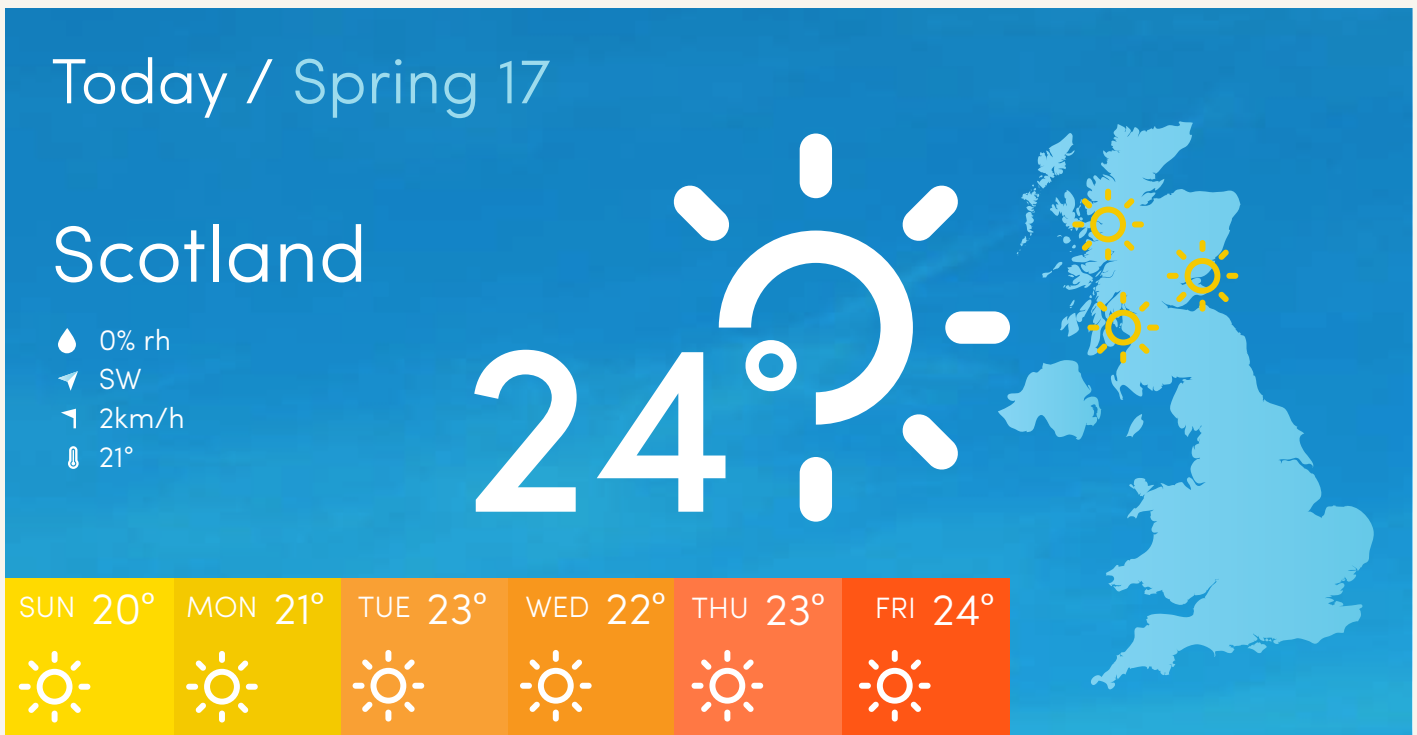 Today / Spring 17
Scotland
0% rh
SW
2km/h
21°
24°
SUN 20° MON 21° TUE 23° WED 22° THU 23° FRI 24°